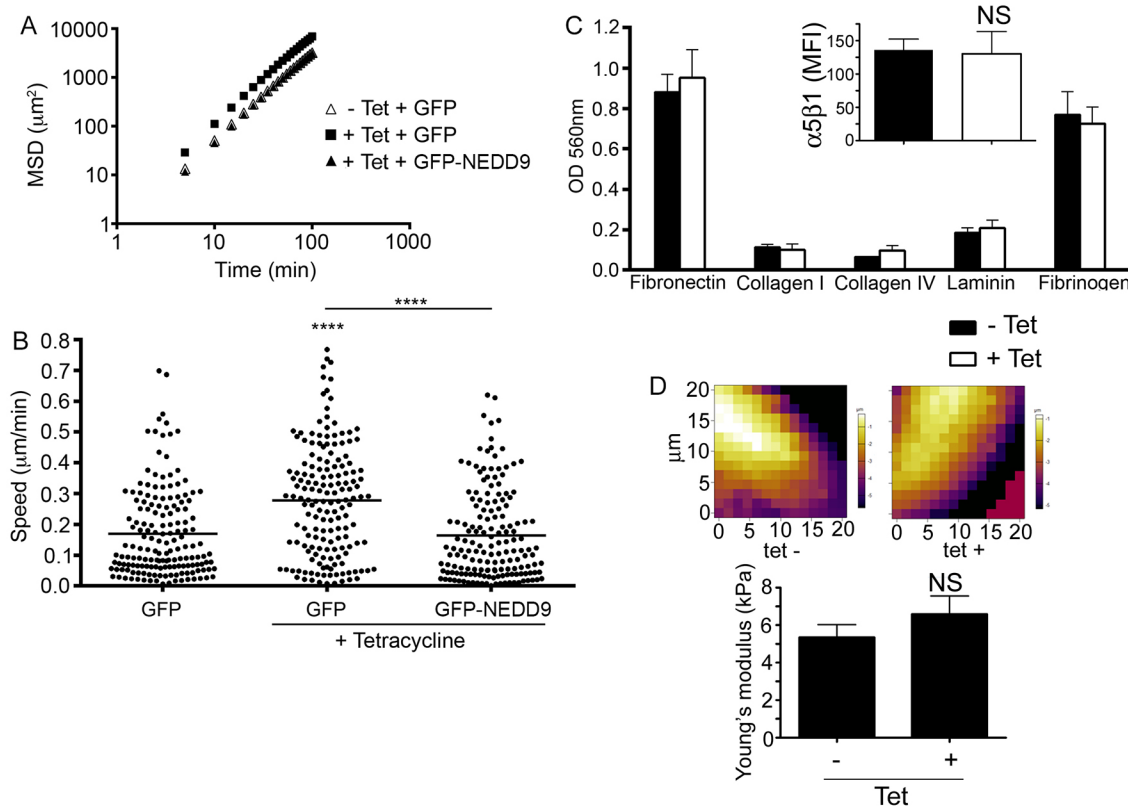 A
10000
1000
100
10
1
MSD (μm²)
1
10
100
1000
Time (min)
- Tet + GFP
+ Tet + GFP
+ Tet + GFP-NEDD9
B
0.8
0.7
0.6
0.5
0.4
0.3
0.2
0.1
0.0
Speed (μm/min)
****
****
GFP
GFP
GFP-NEDD9
+ Tetracycline
C
1.2
1.0
0.8
0.6
0.4
0.2
0.0
OD 560nm
Fibronectin
Collagen I
Collagen IV
Laminin
Fibrinogen
NS
150
100
50
0
α5β1 (MFI)
- Tet
+ Tet
D
20
15
10
5
0
μm
0 5 10 15 20
tet -
0 5 10 15 20
tet +
NS
8
6
4
2
0
Young's modulus (kPa)
-
+
Tet